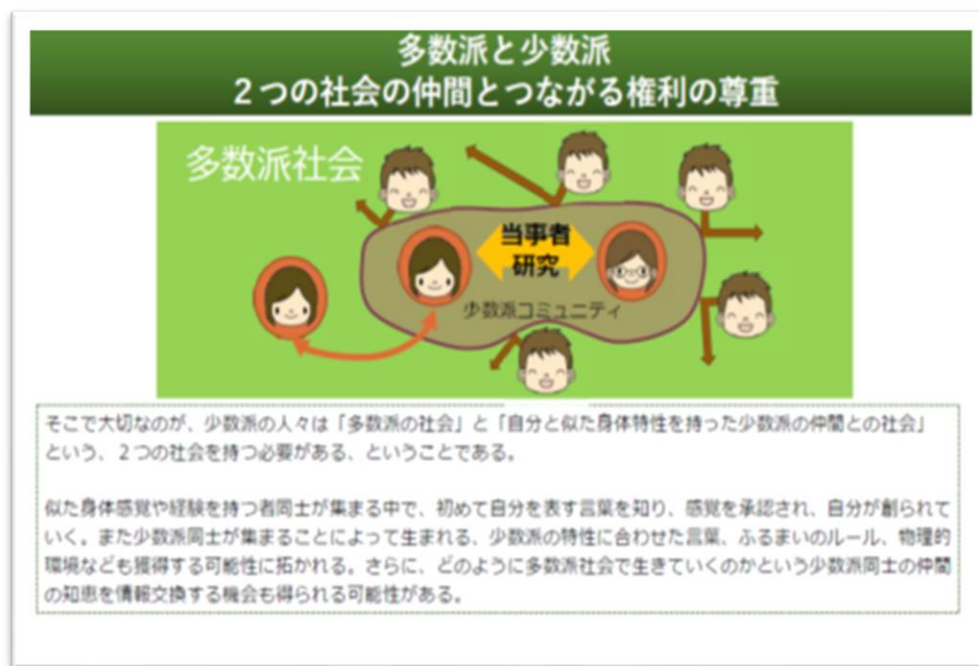 多数派と少数派
２つの社会の仲間とつながる権利の尊重
多数派社会
当事者
研究
少数派コミュニティ
そこで大切なのが、少数派の人々は「多数派の社会」と「自分と似た身体特性を持った少数派の仲間との社会」
という、２つの社会を持つ必要がある、ということである。
似た身体感覚や経験を持つ者同士が集まる中で、初めて自分を表す言葉を知り、感覚を承認され、自分が創られて
いく。また少数派同士が集まることによって生まれる、少数派の特性に合わせた言葉、ふるまいのルール、物理的
環境なども獲得する可能性に拓かれる。さらに、どのように多数派社会で生きていくのかという少数派同士の仲間
の知恵を情報交換する機会も得られる可能性がある。